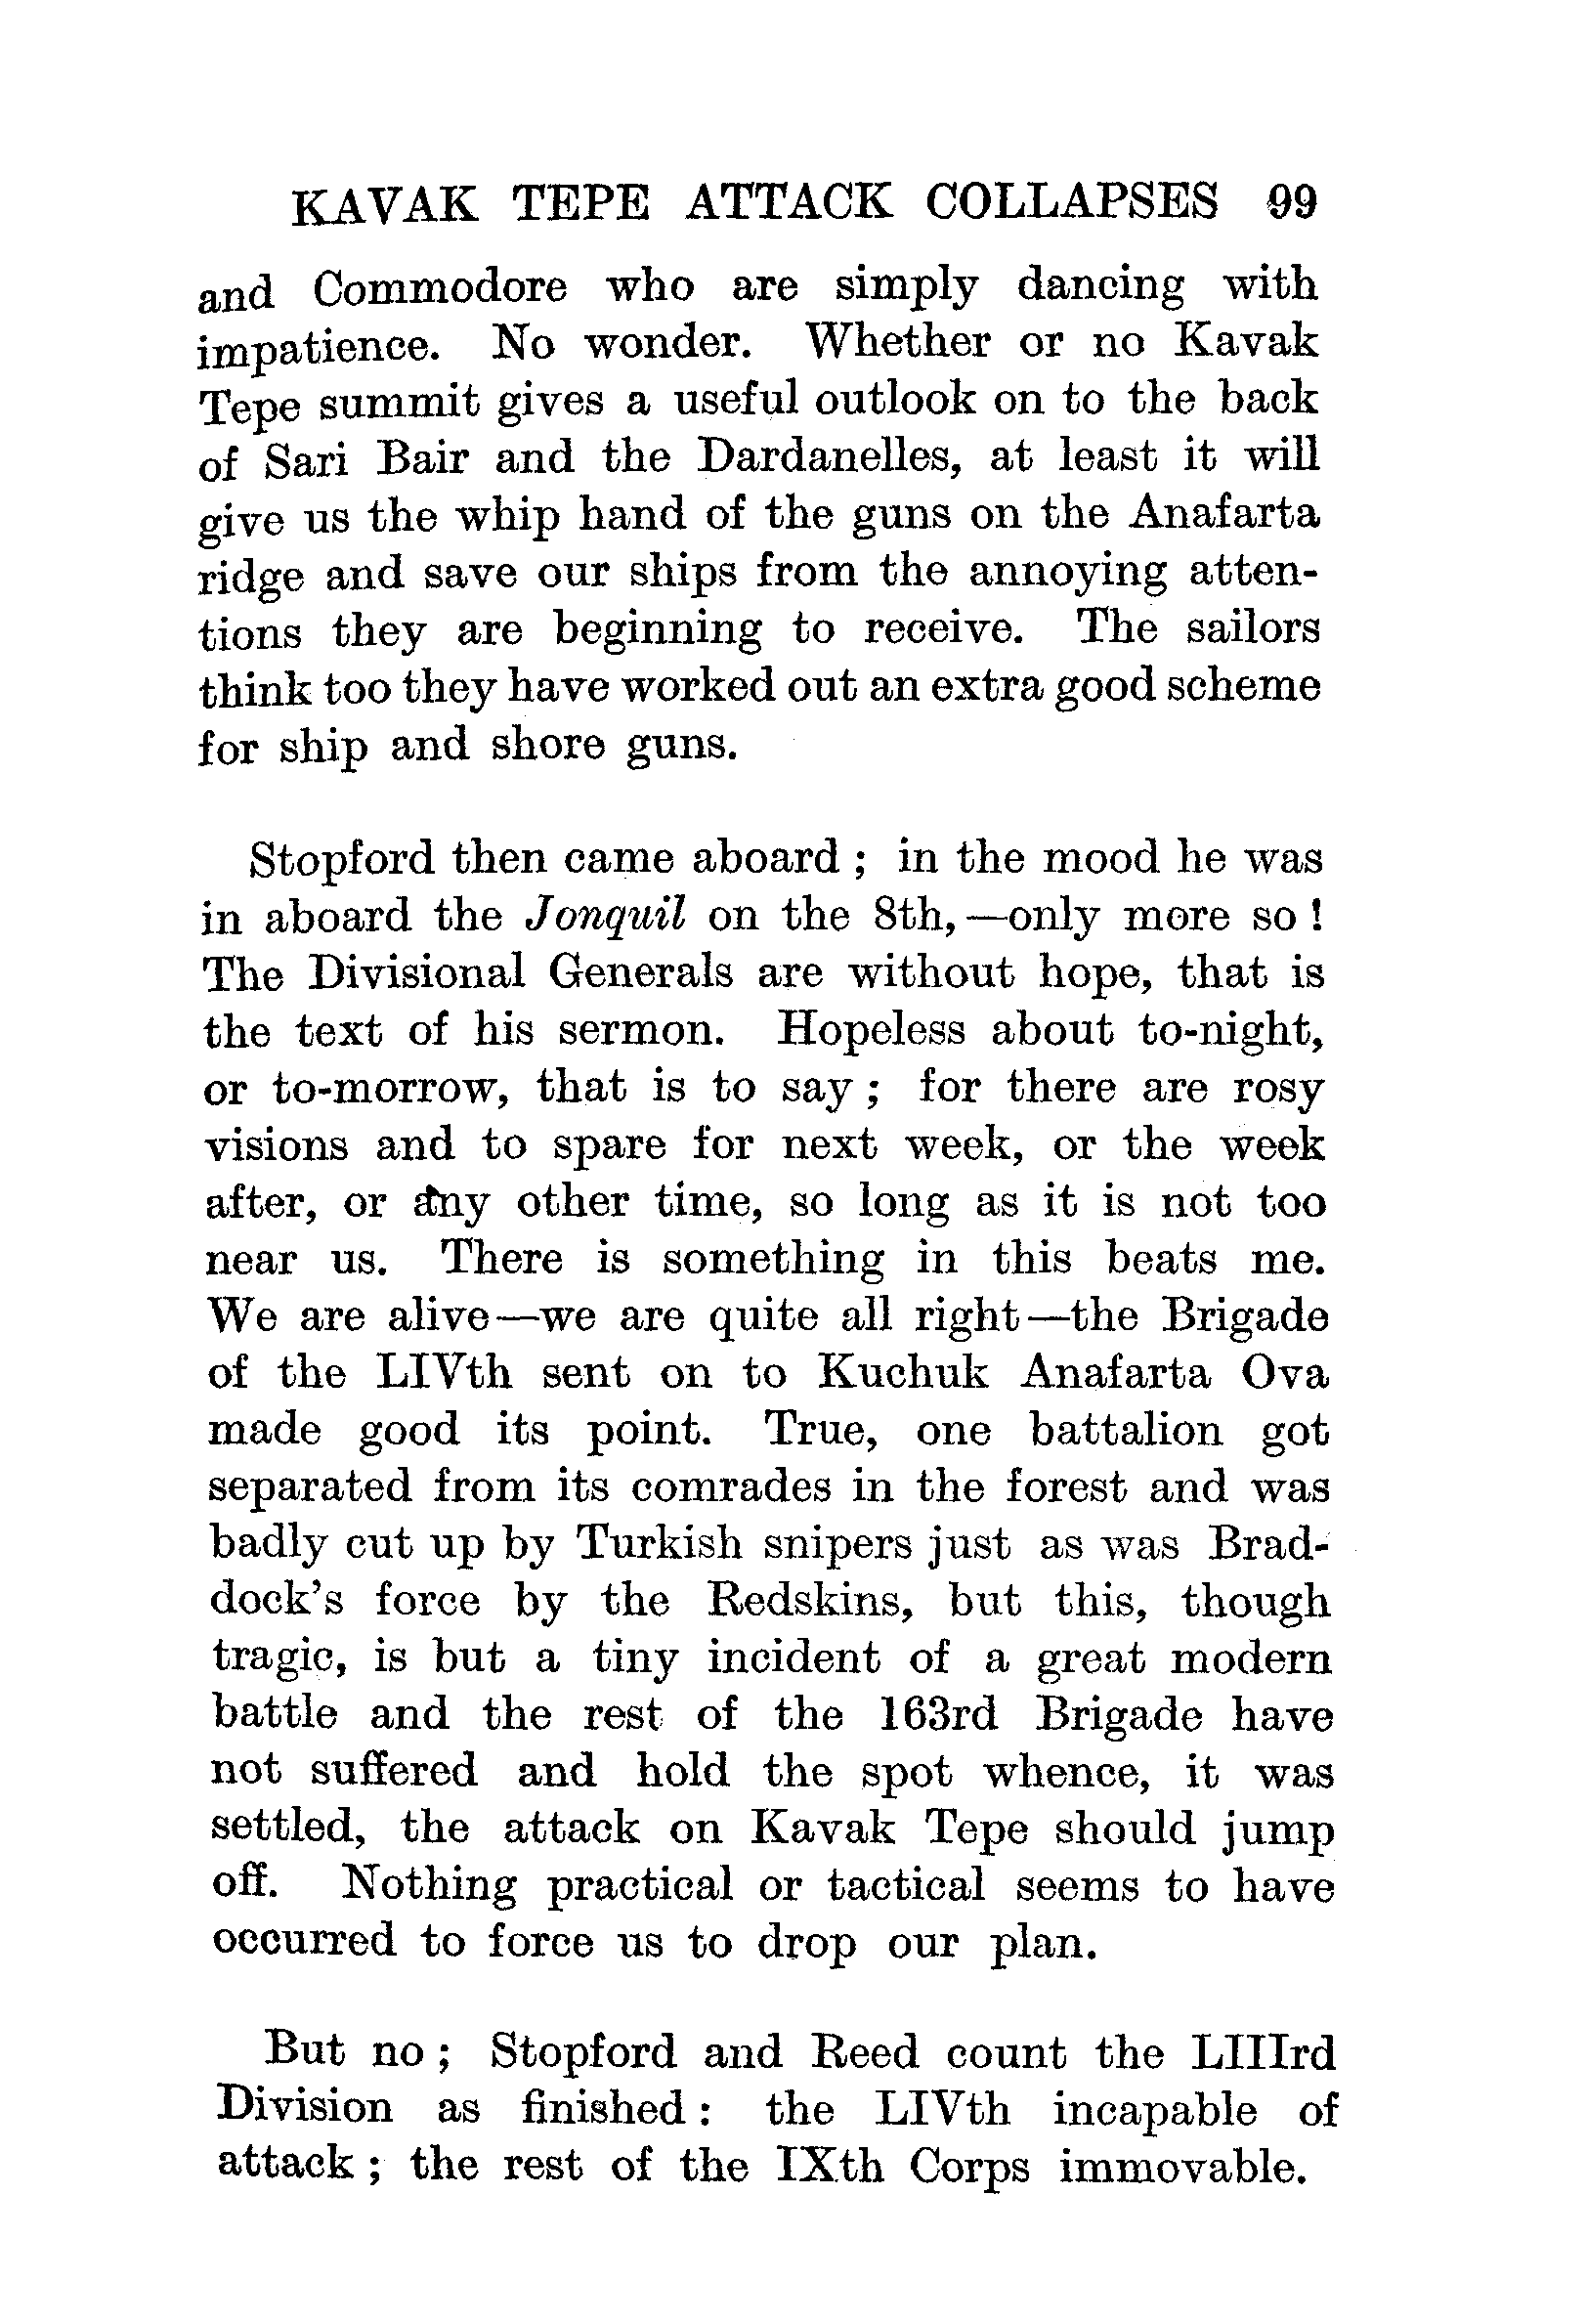 KAVAK TEPE ATTACK COLLAPSES 99
and Commodore who are simply dancing with
impatience. No wonder. Whether or no Kavak
Tepe summit gives a useful outlook on to the back
of Sari Bair and the Dardanelles, at least it will
give us the whip hand of the guns on the Anafarta
ridge and save our ships from the annoying atten-
tions they are beginning to receive. The sailors
think too they have worked out an extra good scheme
for ship and shore guns.
Stopford then came aboard ; in the mood he was
in aboard the Jonquil on the 8th,—only more so !
The Divisional Generals are without hope, that is
the text of his sermon. Hopeless about to-night,
or to-morrow, that is to say ; for there are rosy
visions and to spare for next week, or the week
after, or any other time, so long as it is not too
near us. There is something in this beats me.
We are alive—we are quite all right—the Brigade
of the LIVth sent on to Kuchuk Anafarta Ova
made good its point. True, one battalion got
separated from its comrades in the forest and was
badly cut up by Turkish snipers just as was Brad-
dock's force by the Redskins, but this, though
tragic, is but a tiny incident of a great modern
battle and the rest of the 163rd Brigade have
not suffered and hold the spot whence, it was
settled, the attack on Kavak Tepe should jump
off. Nothing practical or tactical seems to have
occurred to force us to drop our plan.
But no ; Stopford and Reed count the LIIIrd
Division as finished : the LIVth incapable of
attack ; the rest of the IXth Corps immovable.